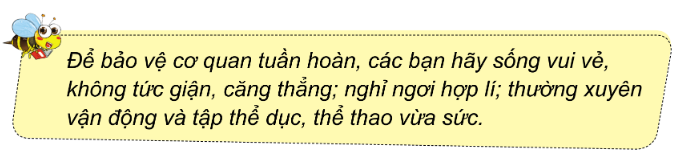 Để bảo vệ cơ quan tuần hoàn, các bạn hãy sống vui vẻ,
không tức giận, căng thẳng; nghỉ ngơi hợp lí; thường xuyên
vận động và tập thể dục, thể thao vừa sức.